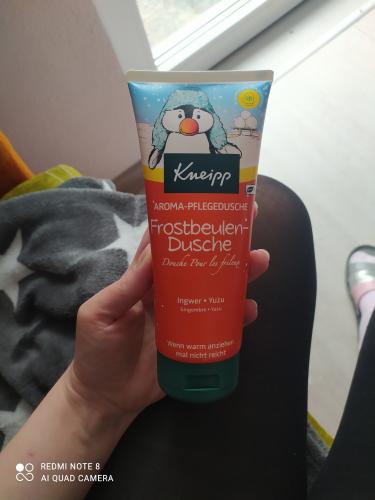 Kneipp
AROMA-PFLEGEDUSCHE
Frostbeulen-
Dusche
Douche Pour les frileux
Ingwer • Yuzu
Gingembre • Yuzu
Wenn warm anziehen
mal nicht reicht
REDMI NOTE 8
AI QUAD CAMERA